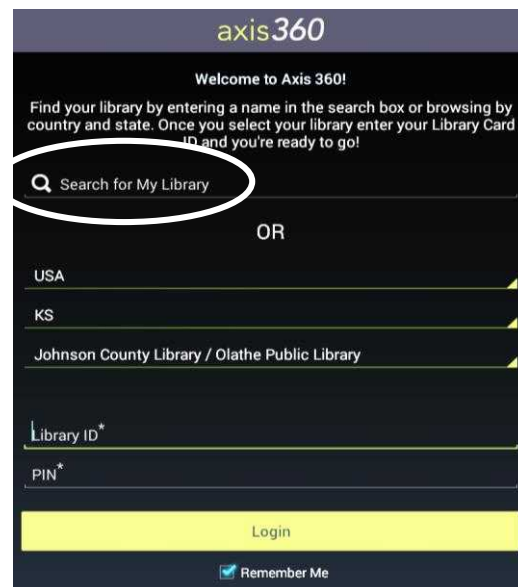 axis360
Welcome to Axis 360!
Find your library by entering a name in the search box or browsing by
country and state. Once you select your library enter your Library Card
ID and you're ready to go!
Search for My Library
OR
USA
KS
Johnson County Library / Olathe Public Library
Library ID*
PIN*
Login
Remember Me